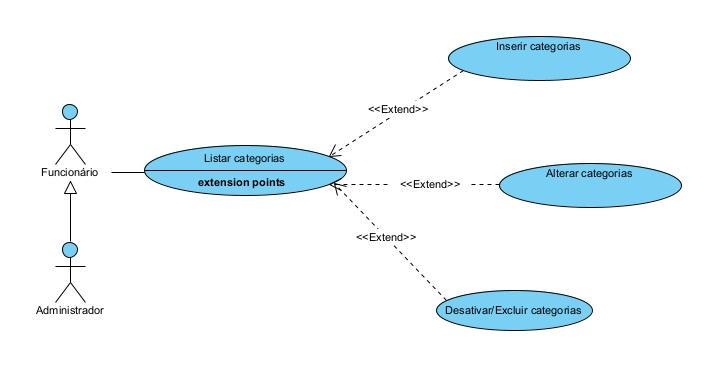 Inserir categorias
<<Extend>>
Listar categorias
extension points
Funcionário
<<Extend>>
Alterar categorias
<<Extend>>
Administrador
Desativar/Excluir categorias